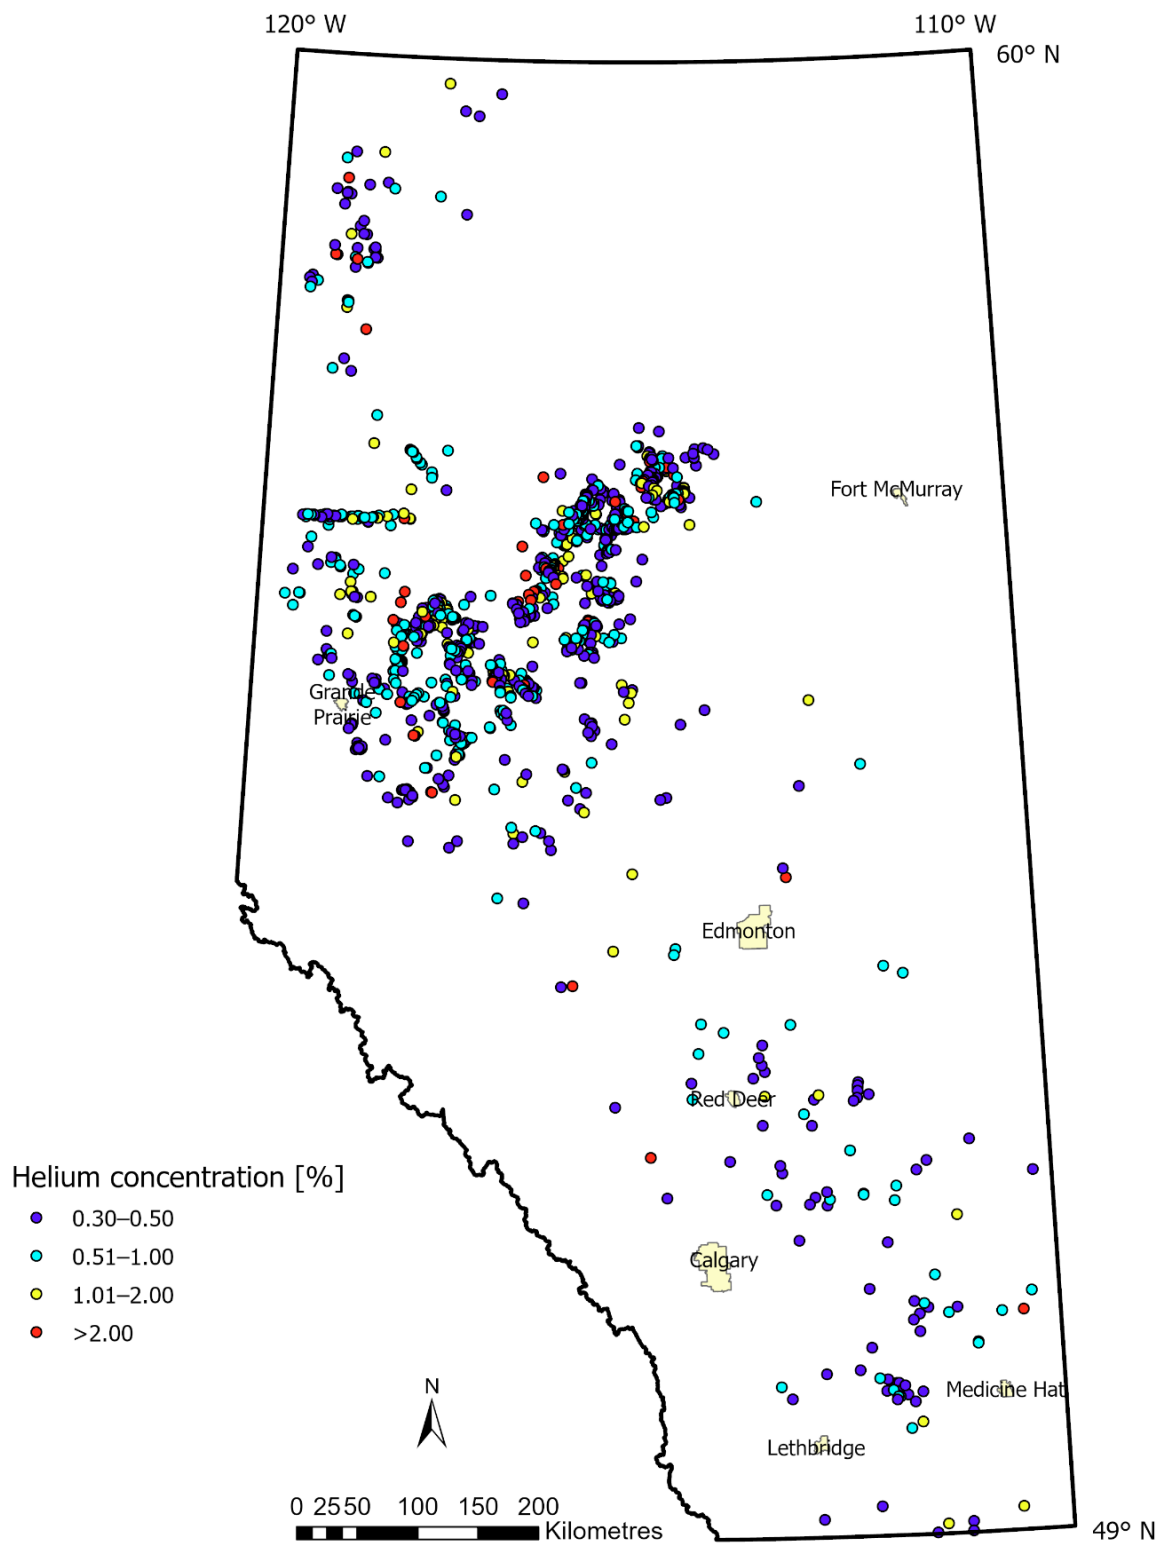 120° W
110° W
60° N
Fort McMurray
Grande
Prairie
Edmonton
Red Deer
Helium concentration [%]
0.30–0.50
0.51–1.00
1.01–2.00
>2.00
Calgary
Medicine Hat
Lethbridge
N
0 25 50 100 150 200
Kilometres
49° N